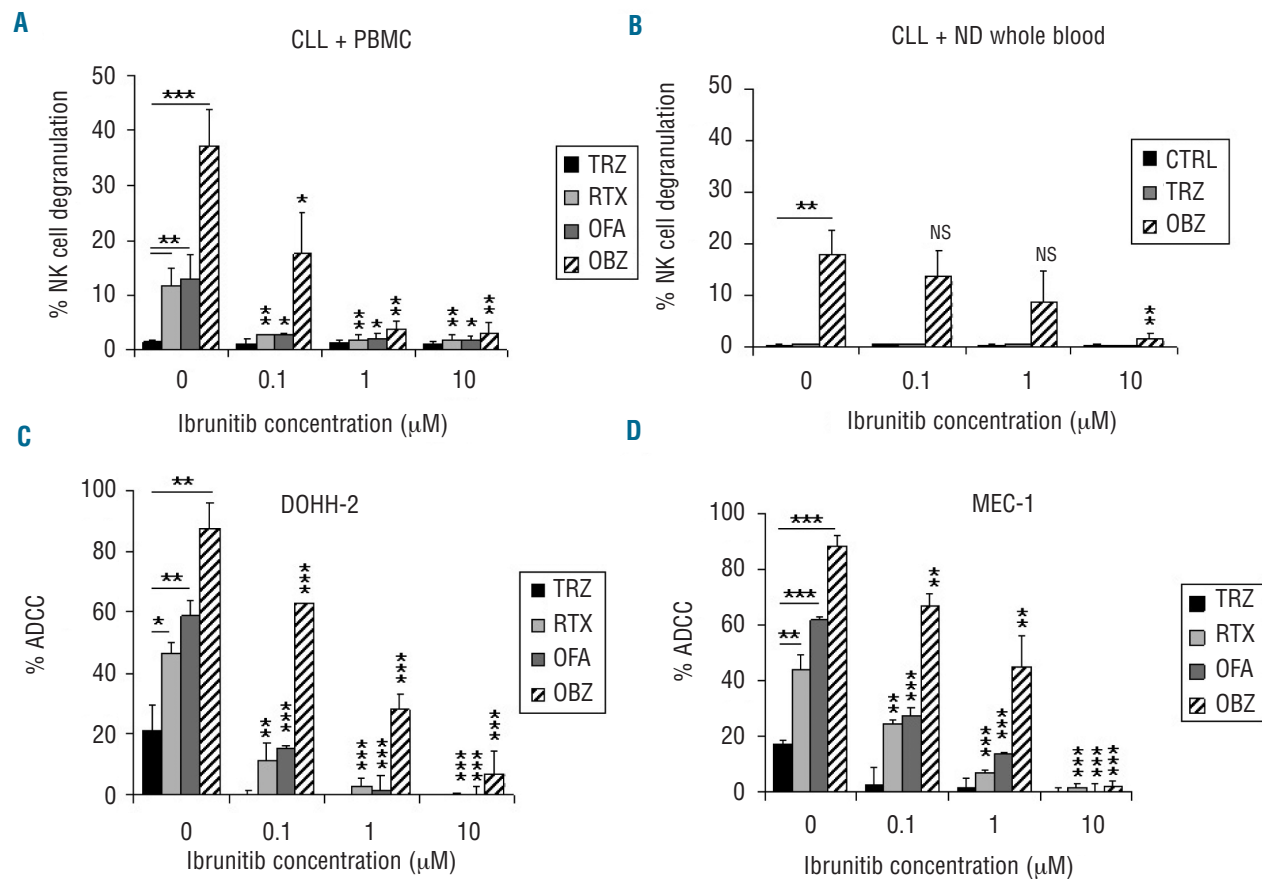 A
CLL + PBMC
% NK cell degranulation
50
40
30
20
10
0
***
**
*
** *
** * **
** * **
0 0.1 1 10
Ibrunitib concentration (μM)
TRZ
RTX
OFA
OBZ
B
CLL + ND whole blood
% NK cell degranulation
50
40
30
20
10
0
**
NS
NS
**
0 0.1 1 10
Ibrunitib concentration (μM)
CTRL
TRZ
OBZ
C
DOHH-2
% ADCC
100
80
60
40
20
0
**
**
*
** *** ***
*** *** ***
*** *** ***
0 0.1 1 10
Ibrunitib concentration (μM)
TRZ
RTX
OFA
OBZ
D
MEC-1
% ADCC
100
80
60
40
20
0
***
***
**
** *** **
*** *** **
*** *** ***
0 0.1 1 10
Ibrunitib concentration (μM)
TRZ
RTX
OFA
OBZ